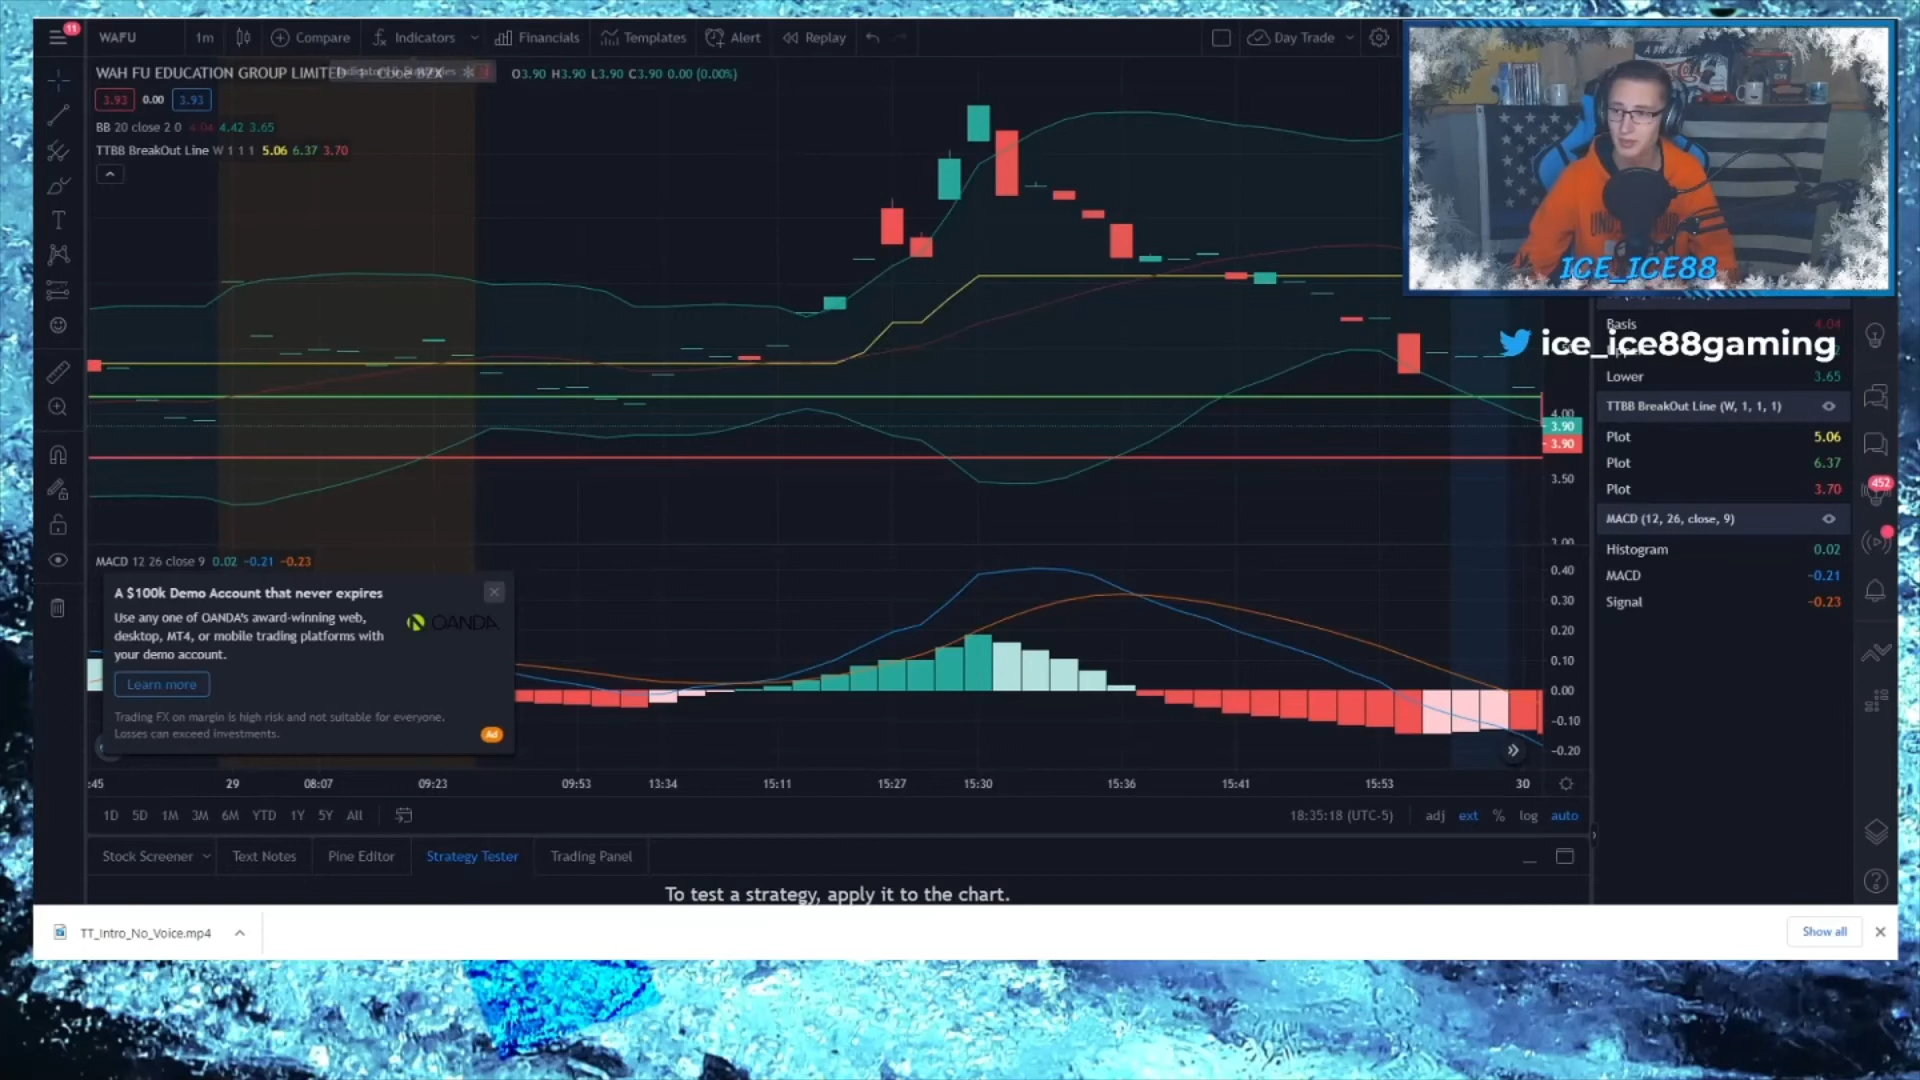 11
WAFU
1m
Compare
Indicators
Financials
Templates
Alert
Replay
Day Trade
WAH FU EDUCATION GROUP LIMITED
O3.90 H3.90 L3.90 C3.90 0.00 (0.00%)
3.93 0.00 3.93
BB 20 close 2 0 4.04 4.42 3.65
TTBB BreakOut Line W 1 1 1 5.06 6.37 3.70
ICE_ICE88
ice_ice88gaming
Basis 4.04
Lower 3.65
TTBB BreakOut Line (W, 1, 1, 1)
Plot 5.06
Plot 6.37
Plot 3.70
MACD (12, 26, close, 9)
Histogram 0.02
MACD -0.21
Signal -0.23
452
4.00
3.90
3.90
3.50
3.00
MACD 12 26 close 9 0.02 -0.21 -0.23
0.40
0.30
0.20
0.10
0.00
-0.10
-0.20
A $100k Demo Account that never expires
Use any one of OANDA's award-winning web,
desktop, MT4, or mobile trading platforms with
your demo account.
OANDA
Learn more
Trading FX on margin is high risk and not suitable for everyone.
Losses can exceed investments.
Ad
:45 29 08:07 09:23 09:53 13:34 15:11 15:27 15:30 15:36 15:41 15:53 30
1D 5D 1M 3M 6M YTD 1Y 5Y All
18:35:18 (UTC-5) adj ext % log auto
Stock Screener
Text Notes
Pine Editor
Strategy Tester
Trading Panel
To test a strategy, apply it to the chart.
TT_Intro_No_Voice.mp4
Show all